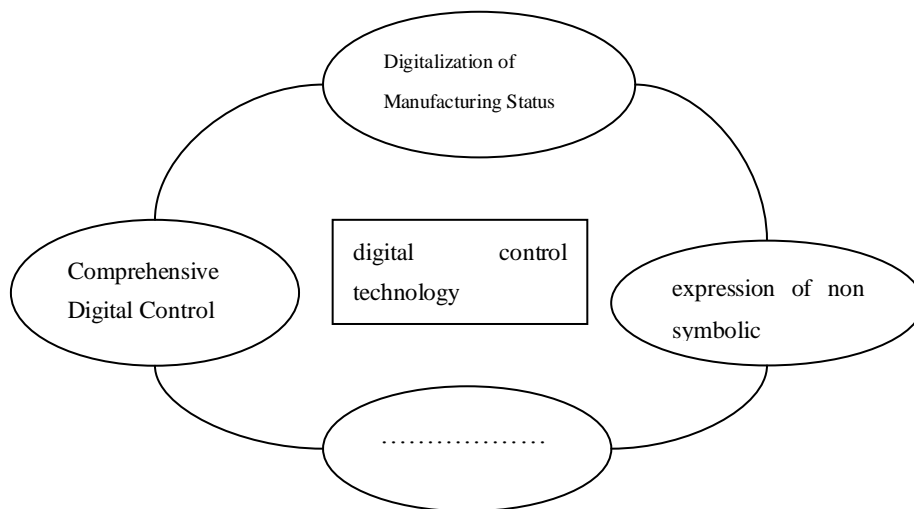 Digitalization of
Manufacturing Status
digital control
technology
Comprehensive
Digital Control
expression of non
symbolic
………………